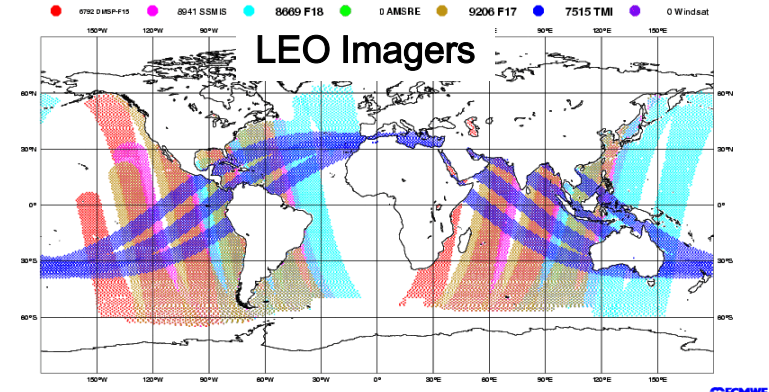 6792 DMSP-F15 8941 SSMIS 8669 F18 0 AMSRE 9206 F17 7515 TMI 0 Windsat
150°W 120°W 90°W 150°E
LEO Imagers
60°N 60°N
30°N 30°N
0° 0°
30°S 30°S
60°S 60°S
150°W 120°W 90°W 60°W 30°W 0° 30°E 60°E 90°E 120°E 150°E
ECMWF